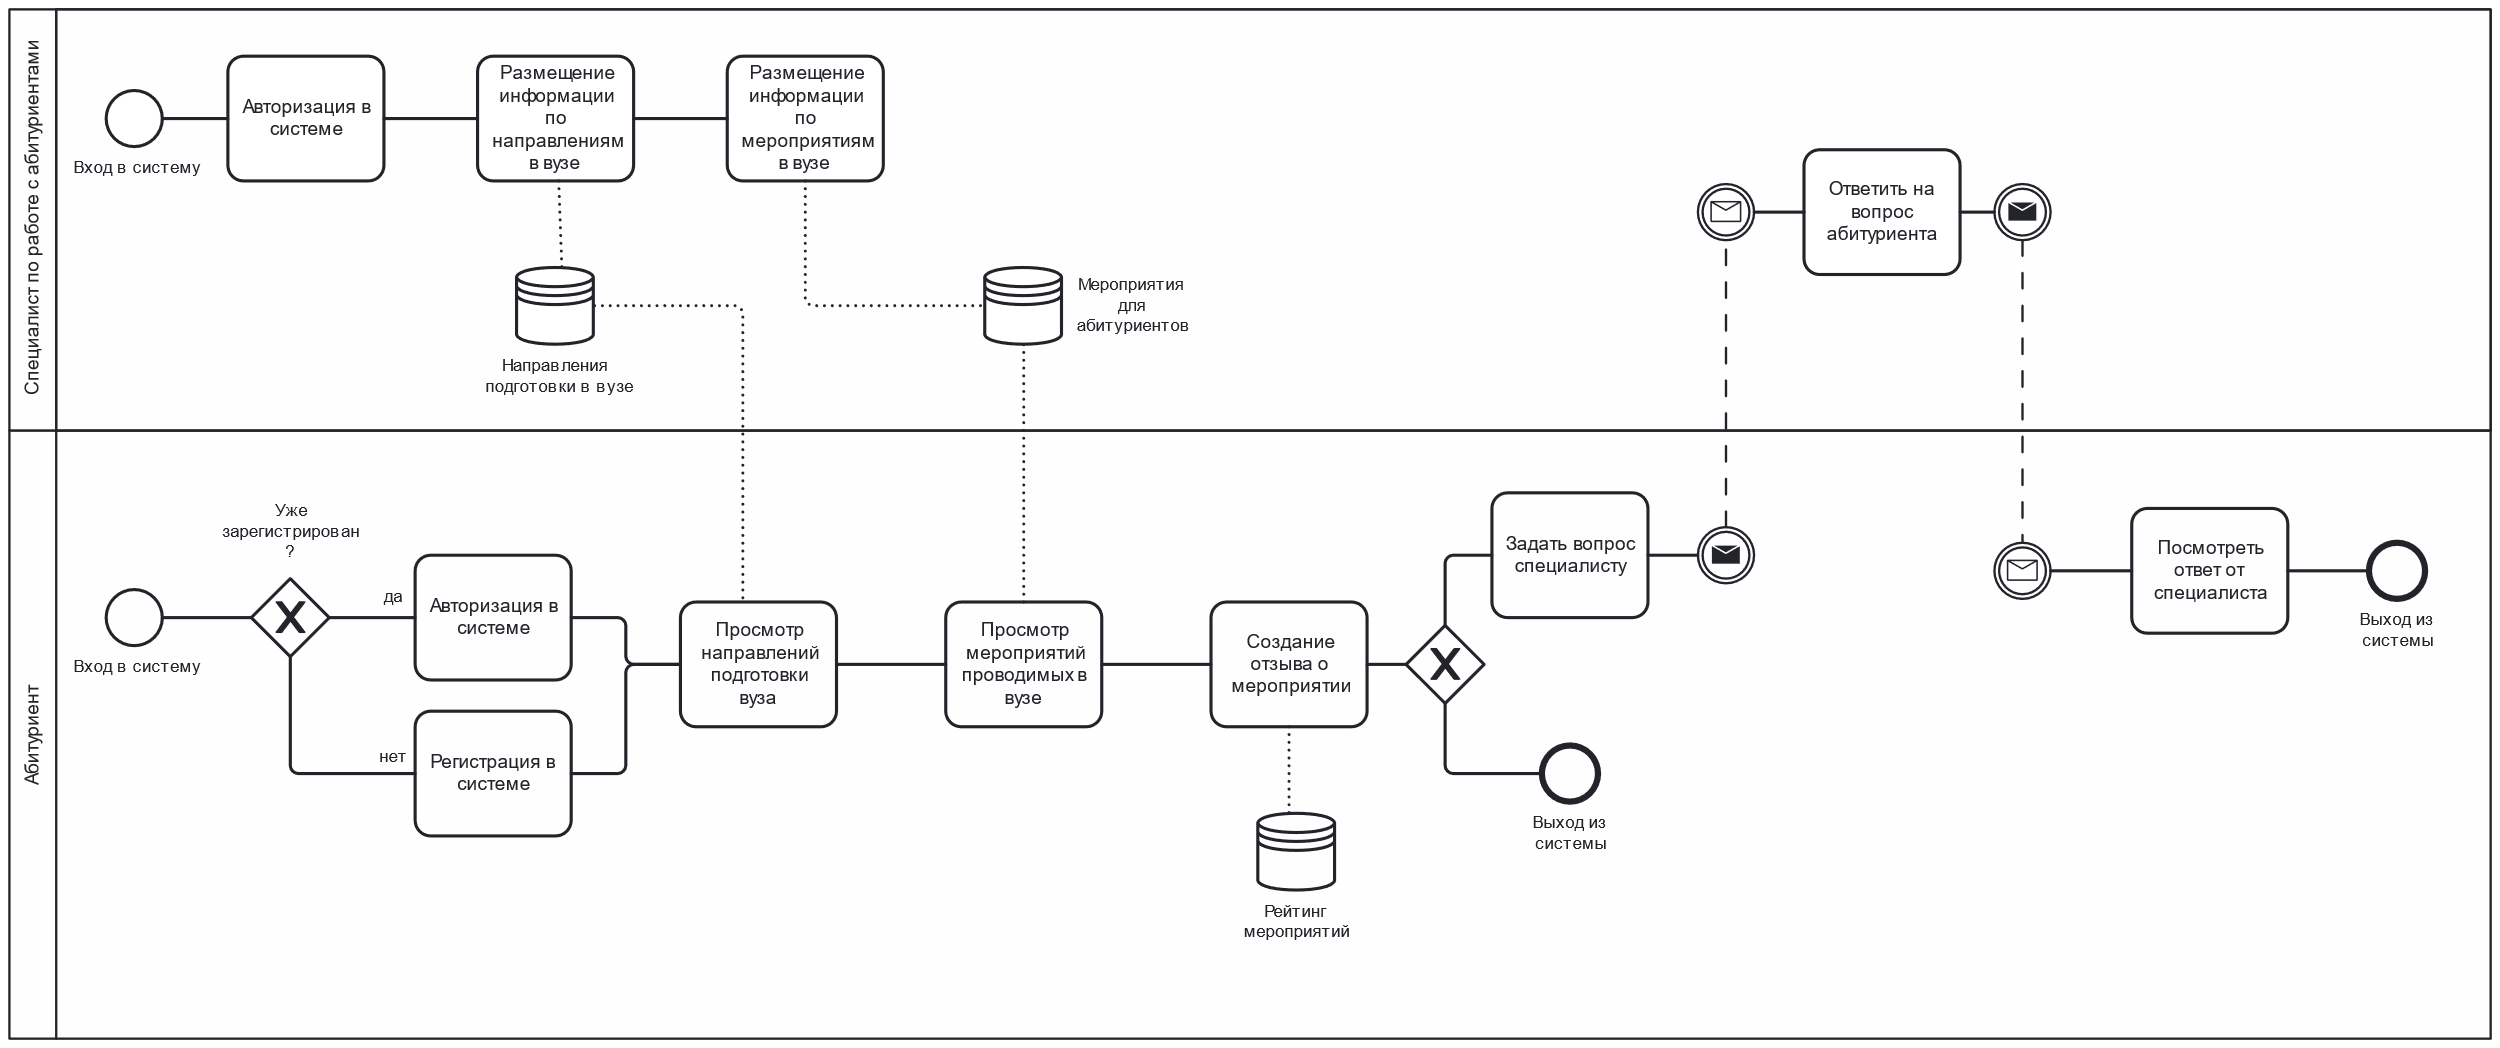 Специалист по работе с абитуриентами
Вход в систему
Авторизация в
системе
Размещение
информации
по
направлениям
в вузе
Размещение
информации
по
мероприятиям
в вузе
Направления
подготовки в вузе
Мероприятия
для
абитуриентов
Ответить на
вопрос
абитуриента
Абитуриент
Вход в систему
Уже
зарегистрирован
?
да
нет
Авторизация в
системе
Регистрация в
системе
Просмотр
направлений
подготовки
вуза
Просмотр
мероприятий
проводимых в
вузе
Создание
отзыва о
мероприятии
Рейтинг
мероприятий
Задать вопрос
специалисту
Выход из
системы
Посмотреть
ответ от
специалиста
Выход из
системы